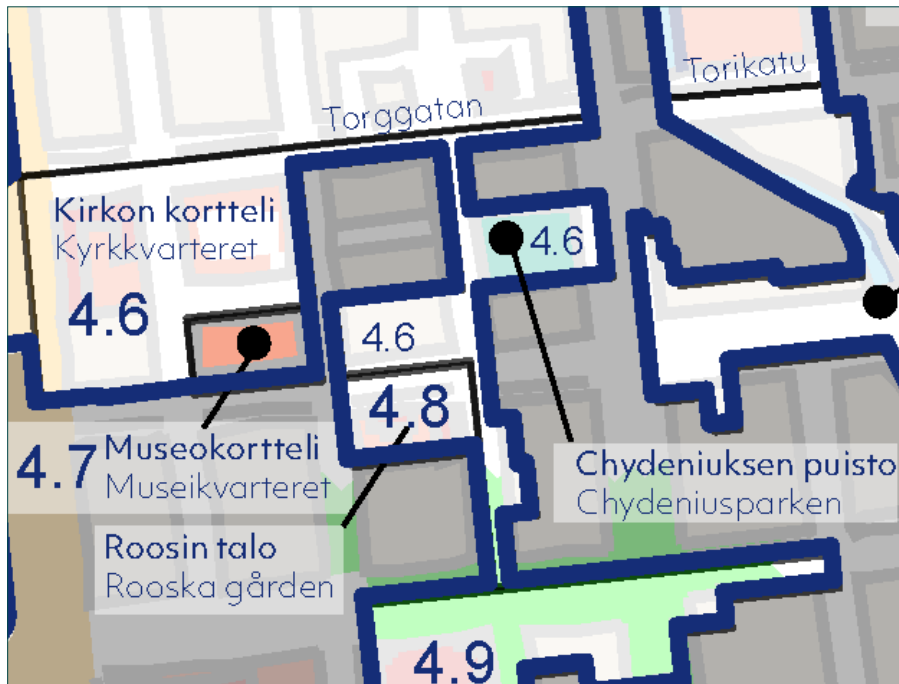 Torikatu
Torggatan
Kirkon kortteli
Kyrkkvarteret
4.6
4.6
4.6
4.8
4.7
Museokortteli
Museikvarteret
Chydeniuksen puisto
Chydeniusparken
Roosin talo
Rooska gården
4.9